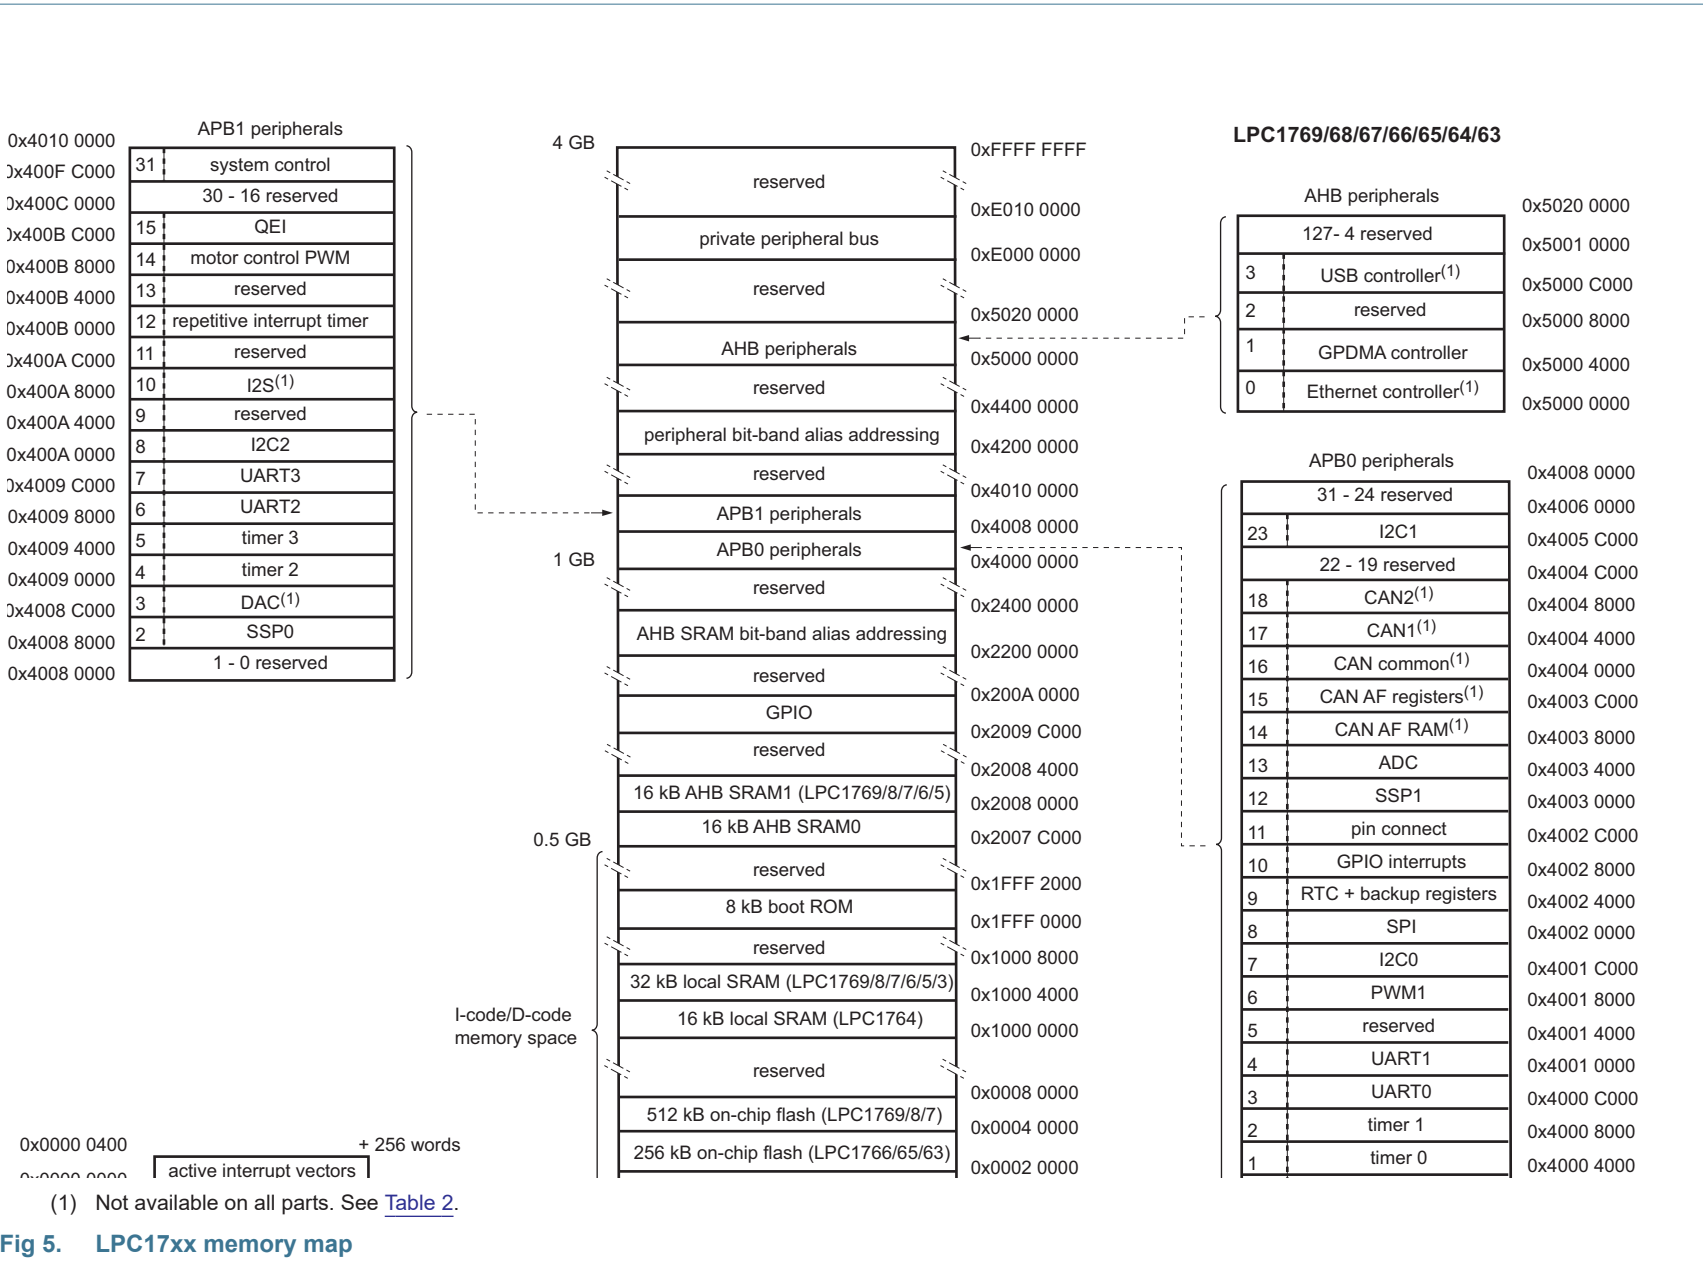 LPC1769/68/67/66/65/64/63
APB1 peripherals
0x4010 0000
31 system control
0x400F C000
30 - 16 reserved
0x400C 0000
15 QEI
0x400B C000
14 motor control PWM
0x400B 8000
13 reserved
0x400B 4000
12 repetitive interrupt timer
0x400B 0000
11 reserved
0x400A C000
10 I2S(1)
0x400A 8000
9 reserved
0x400A 4000
8 I2C2
0x400A 0000
7 UART3
0x4009 C000
6 UART2
0x4009 8000
5 timer 3
0x4009 4000
4 timer 2
0x4009 0000
3 DAC(1)
0x4008 C000
2 SSP0
0x4008 8000
1 - 0 reserved
0x4008 0000
4 GB
0xFFFF FFFF
reserved
0xE010 0000
private peripheral bus
0xE000 0000
reserved
0x5020 0000
AHB peripherals
0x5000 0000
reserved
0x4400 0000
peripheral bit-band alias addressing
0x4200 0000
reserved
0x4010 0000
APB1 peripherals
0x4008 0000
APB0 peripherals
1 GB
0x4000 0000
reserved
0x2400 0000
AHB SRAM bit-band alias addressing
0x2200 0000
reserved
0x200A 0000
GPIO
0x2009 C000
reserved
0x2008 4000
16 kB AHB SRAM1 (LPC1769/8/7/6/5)
0x2008 0000
16 kB AHB SRAM0
0x2007 C000
0.5 GB
reserved
0x1FFF 2000
8 kB boot ROM
0x1FFF 0000
reserved
0x1000 8000
32 kB local SRAM (LPC1769/8/7/6/5/3)
0x1000 4000
16 kB local SRAM (LPC1764)
0x1000 0000
I-code/D-code
memory space
reserved
0x0008 0000
512 kB on-chip flash (LPC1769/8/7)
0x0004 0000
256 kB on-chip flash (LPC1766/65/63)
0x0002 0000
AHB peripherals
0x5020 0000
127- 4 reserved
0x5001 0000
3 USB controller(1)
0x5000 C000
2 reserved
0x5000 8000
1 GPDMA controller
0x5000 4000
0 Ethernet controller(1)
0x5000 0000
APB0 peripherals
0x4008 0000
31 - 24 reserved
0x4006 0000
23 I2C1
0x4005 C000
22 - 19 reserved
0x4004 C000
18 CAN2(1)
0x4004 8000
17 CAN1(1)
0x4004 4000
16 CAN common(1)
0x4004 0000
15 CAN AF registers(1)
0x4003 C000
14 CAN AF RAM(1)
0x4003 8000
13 ADC
0x4003 4000
12 SSP1
0x4003 0000
11 pin connect
0x4002 C000
10 GPIO interrupts
0x4002 8000
9 RTC + backup registers
0x4002 4000
8 SPI
0x4002 0000
7 I2C0
0x4001 C000
6 PWM1
0x4001 8000
5 reserved
0x4001 4000
4 UART1
0x4001 0000
3 UART0
0x4000 C000
2 timer 1
0x4000 8000
1 timer 0
0x4000 4000
0x0000 0400
+ 256 words
active interrupt vectors
(1) Not available on all parts. See Table 2.
Fig 5. LPC17xx memory map